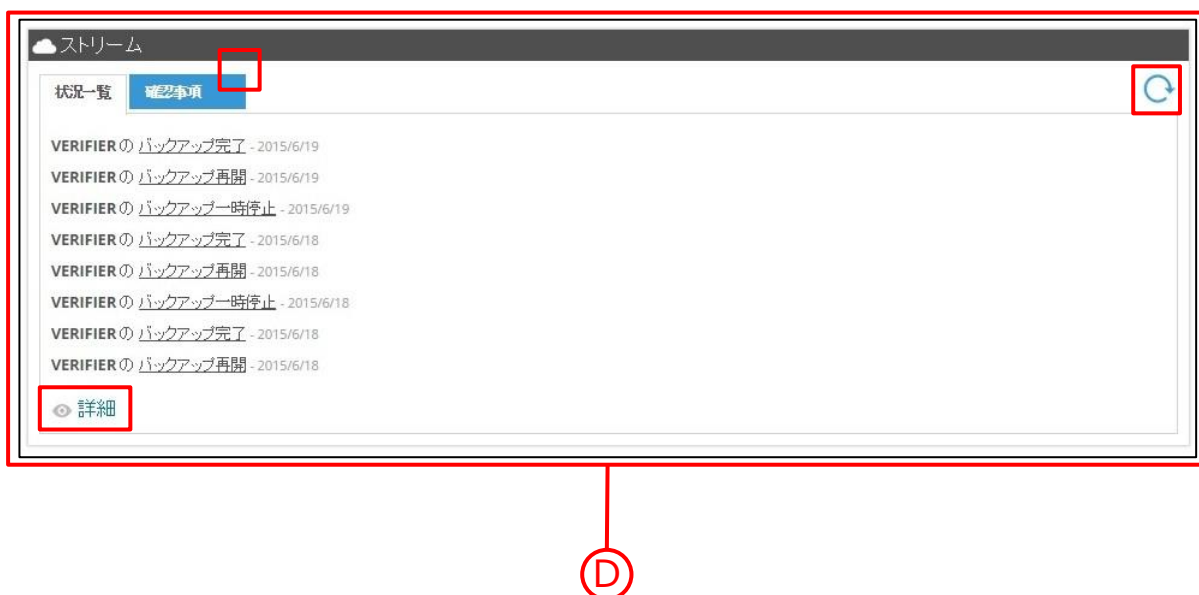 ストリーム
状況一覧 確認事項
VERIFIERの バックアップ完了 - 2015/6/19
VERIFIERの バックアップ再開 - 2015/6/19
VERIFIERの バックアップ一時停止 - 2015/6/19
VERIFIERの バックアップ完了 - 2015/6/18
VERIFIERの バックアップ再開 - 2015/6/18
VERIFIERの バックアップ一時停止 - 2015/6/18
VERIFIERの バックアップ完了 - 2015/6/18
VERIFIERの バックアップ再開 - 2015/6/18
詳細
D